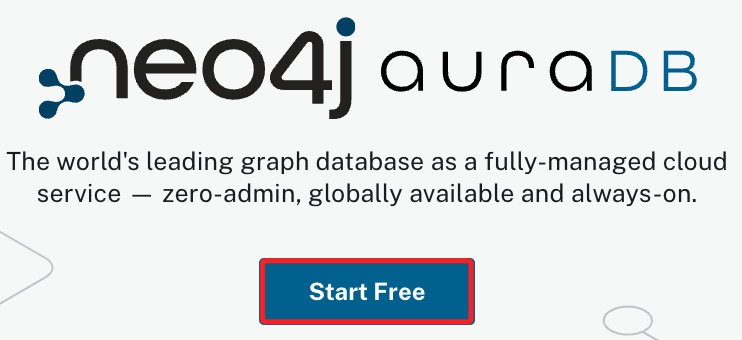 neo4j auraDB
The world's leading graph database as a fully-managed cloud
service — zero-admin, globally available and always-on.
Start Free